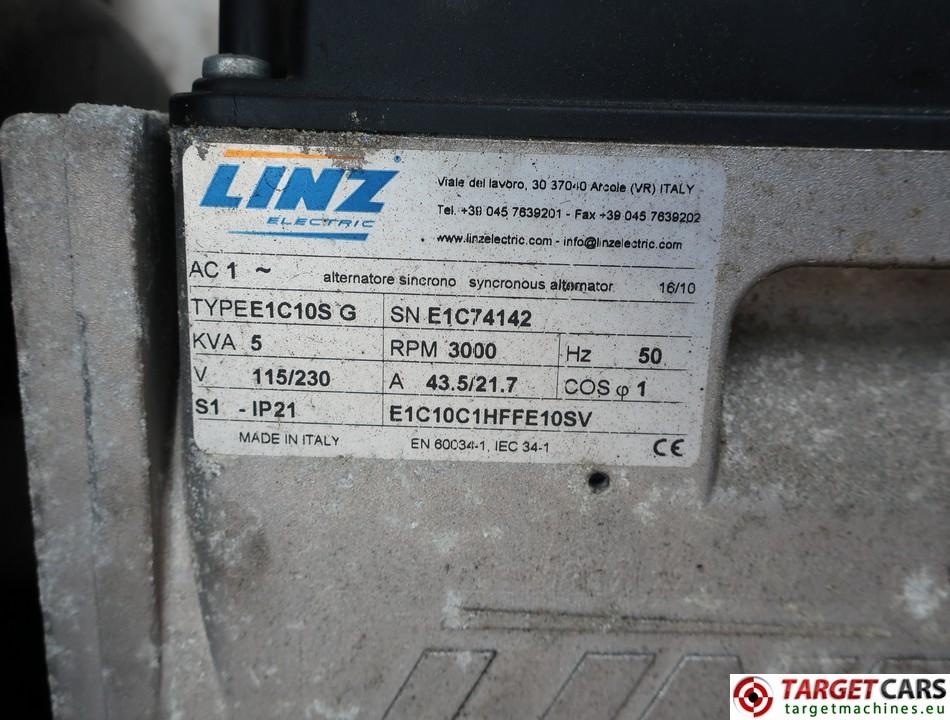 LINZ
ELECTRIC
Viale del lavoro, 30 37040 Arcole (VR) ITALY
Tel. +39 045 7639201 - Fax +39 045 7639202
www.linzelectric.com - info@linzelectric.com
AC 1 ~ alternatore sincrono syncronous alternator 16/10
TYPE E1C10S G SN E1C74142
KVA 5 RPM 3000 Hz 50
V 115/230 A 43.5/21.7 COS φ 1
S1 - IP21 E1C10C1HFFE10SV
MADE IN ITALY EN 60034-1, IEC 34-1 CE
TARGETCARS
targetmachines.eu